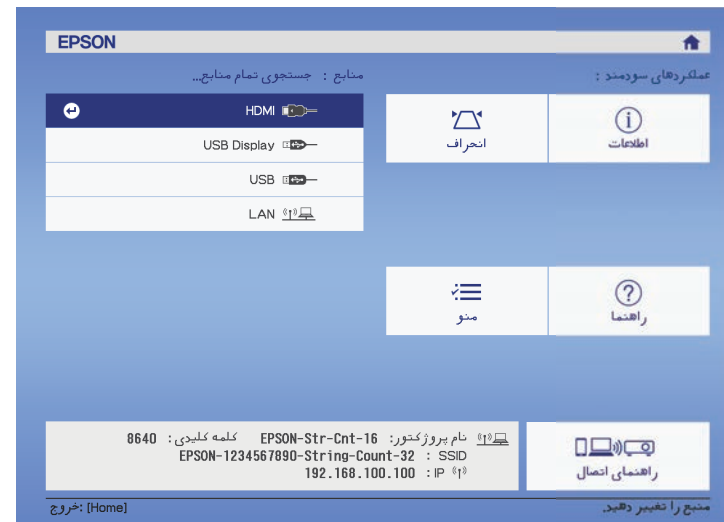 EPSON
عملکردهای سودمند :
منابع : جستجوی تمام منابع...
HDMI
USB Display
USB
LAN
اطلاعات
انحراف
راهنما
منو
نام پروژکتور: EPSON-Str-Cnt-16 کلمه کلیدی: 8640
SSID : EPSON-1234567890-String-Count-32
IP : 192.168.100.100
راهنمای اتصال
منبع را تغییر دهید.
[Home] :خروج